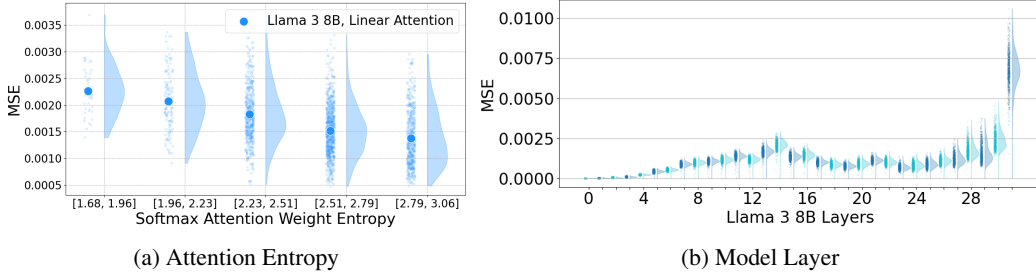 MSE
0.0035
0.0030
0.0025
0.0020
0.0015
0.0010
0.0005
Llama 3 8B, Linear Attention
[1.68, 1.96] [1.96, 2.23] [2.23, 2.51] [2.51, 2.79] [2.79, 3.06]
Softmax Attention Weight Entropy
(a) Attention Entropy
MSE
0.0100
0.0075
0.0050
0.0025
0.0000
0 4 8 12 16 20 24 28
Llama 3 8B Layers
(b) Model Layer